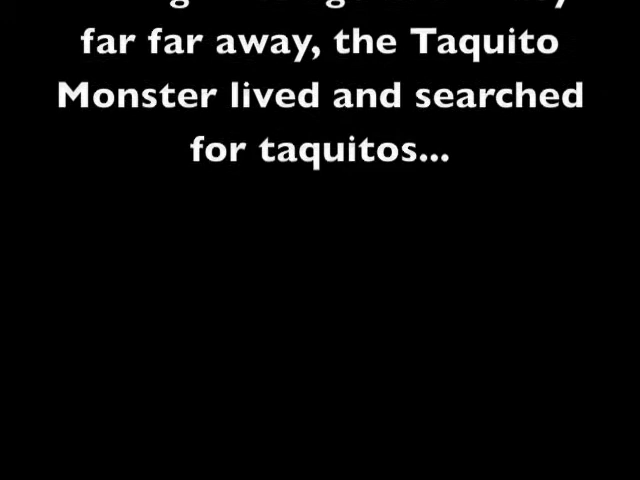 far far away, the Taquito
Monster lived and searched
for taquitos...